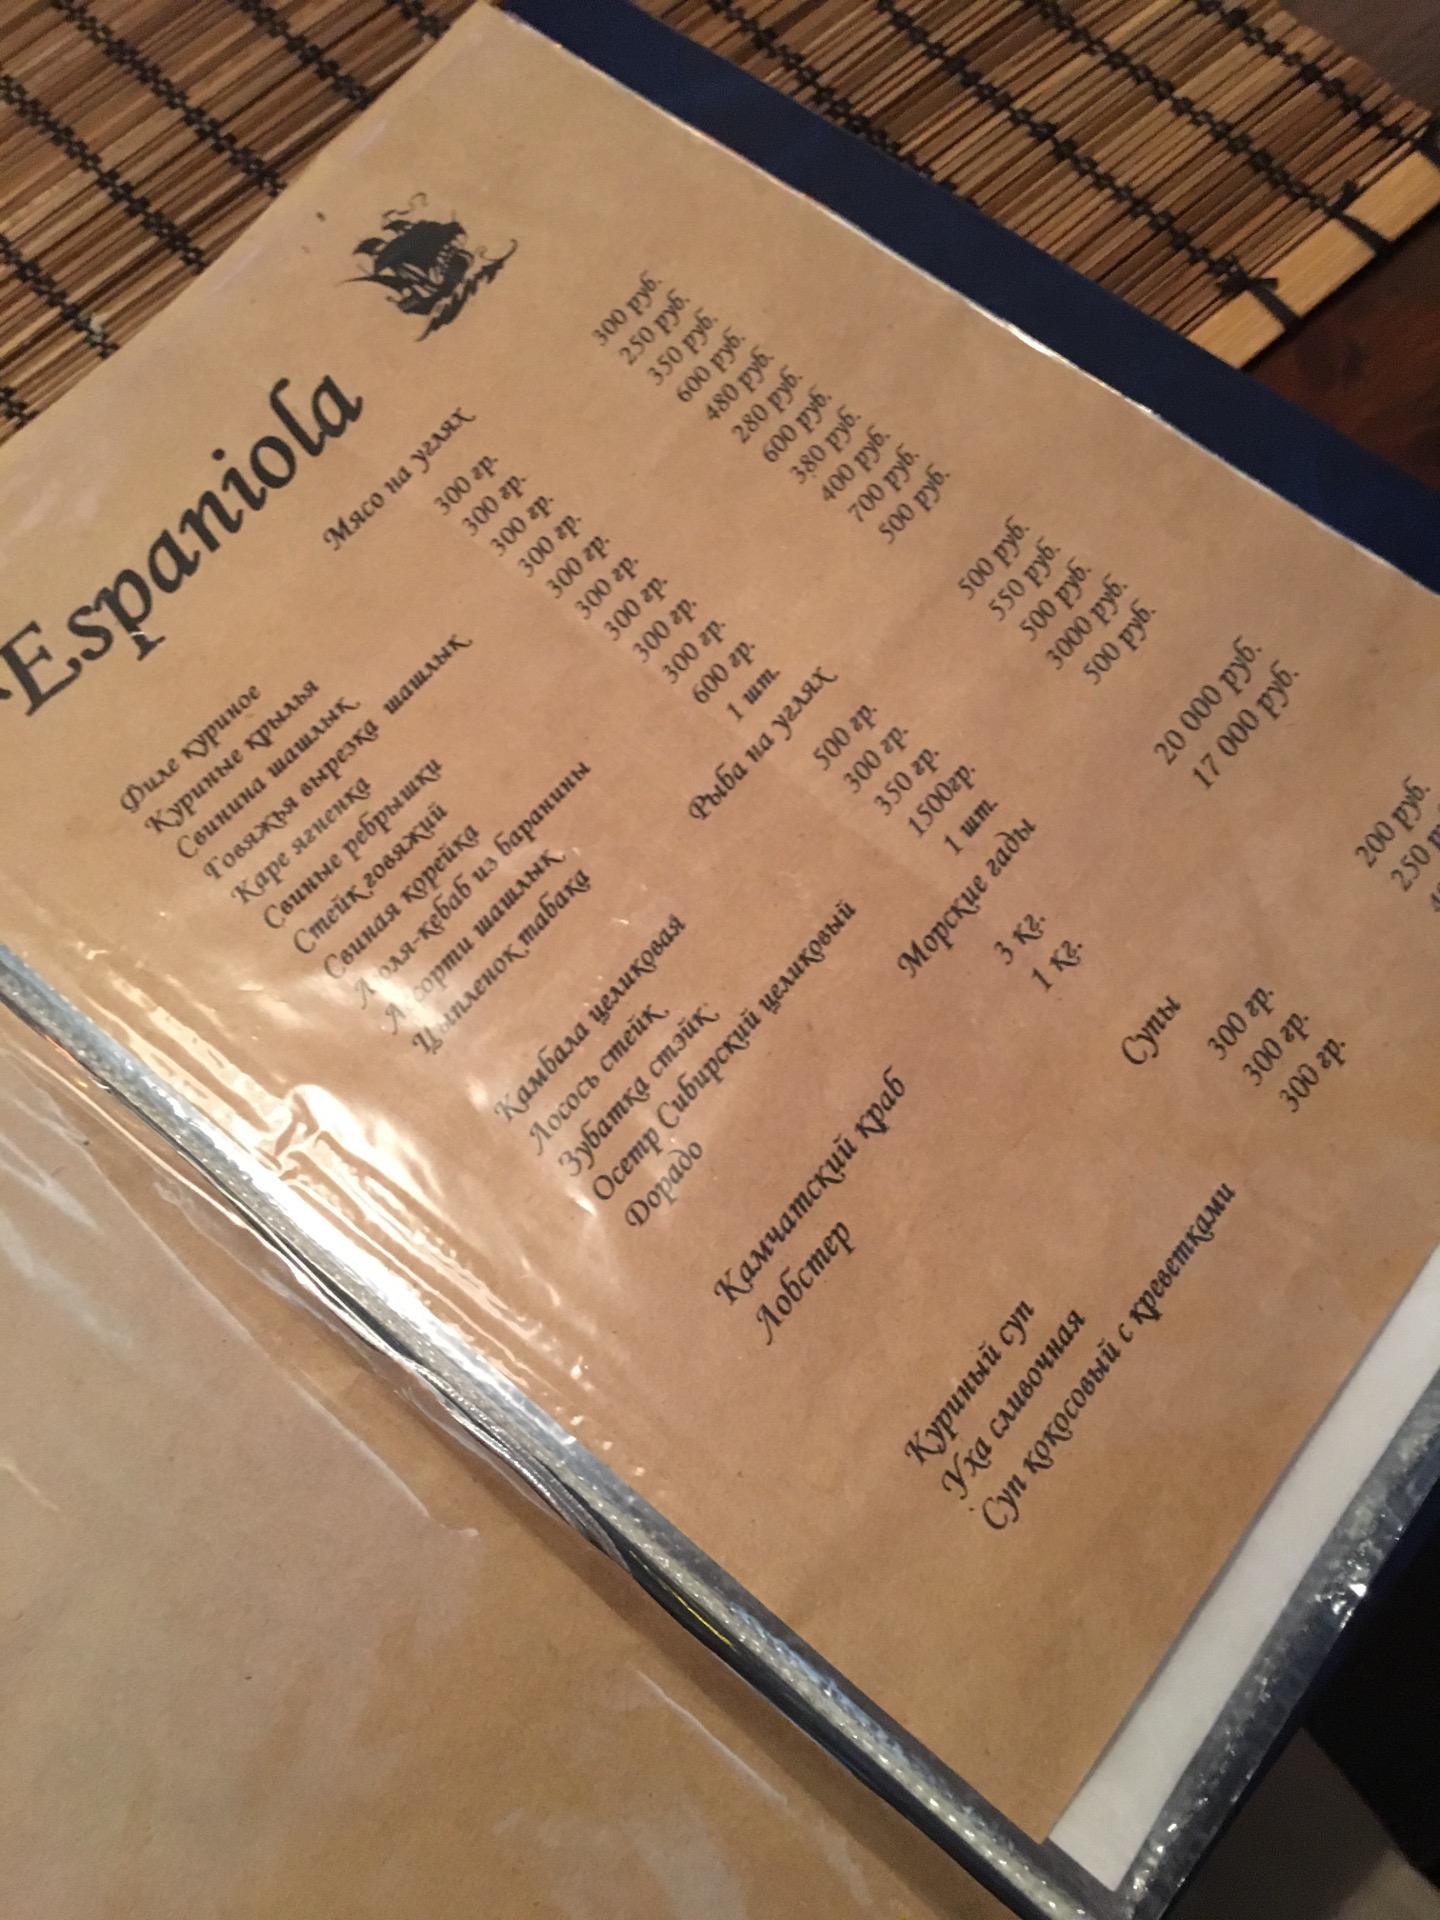 Espaniola
Мясо на углях
Филе куриное 300 гр. 300 руб.
Куриные крылья 300 гр. 250 руб.
Свинина шашлык 300 гр. 350 руб.
Говяжья вырезка шашлык 300 гр. 600 руб.
Каре ягненка 300 гр. 480 руб.
Свиные ребрышки 300 гр. 280 руб.
Стейк говяжий 300 гр. 600 руб.
Свиная корейка 300 гр. 380 руб.
Люля-кебаб из баранины 300 гр. 400 руб.
Ассорти шашлык 600 гр. 700 руб.
Цыпленок табака 1 шт. 500 руб.
Рыба на углях
Камбала целиковая 500 гр. 500 руб.
Лосось стейк 300 гр. 550 руб.
Зубатка стэйк 350 гр. 500 руб.
Осетр Сибирский целиковый 1500гр. 3000 руб.
Дорадо 1 шт. 500 руб.
Морские гады
Камчатский краб 3 кг. 20 000 руб.
Лобстер 1 кг. 17 000 руб.
Супы
Куриный суп 300 гр. 200 руб.
Уха сливочная 300 гр. 250
Суп кокосовый с креветками 300 гр.